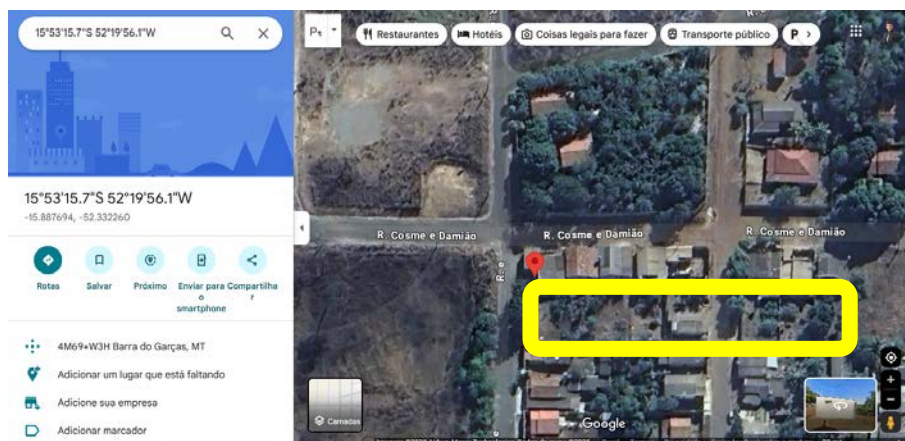 15°53'15.7"S 52°19'56.1"W
15°53'15.7"S 52°19'56.1"W
-15.887694, -52.332260
Rotas
Salvar
Próximo
Enviar para
o
smartphone
Compartilha
r
4M69+W3H Barra do Garças, MT
Adicionar um lugar que está faltando
Adicione sua empresa
Adicionar marcador
Restaurantes
Hotéis
Coisas legais para fazer
Transporte público
P
R. Cosme e Damião
R. Cosme e Damião
R. Cosme e Damião
Camadas
Google